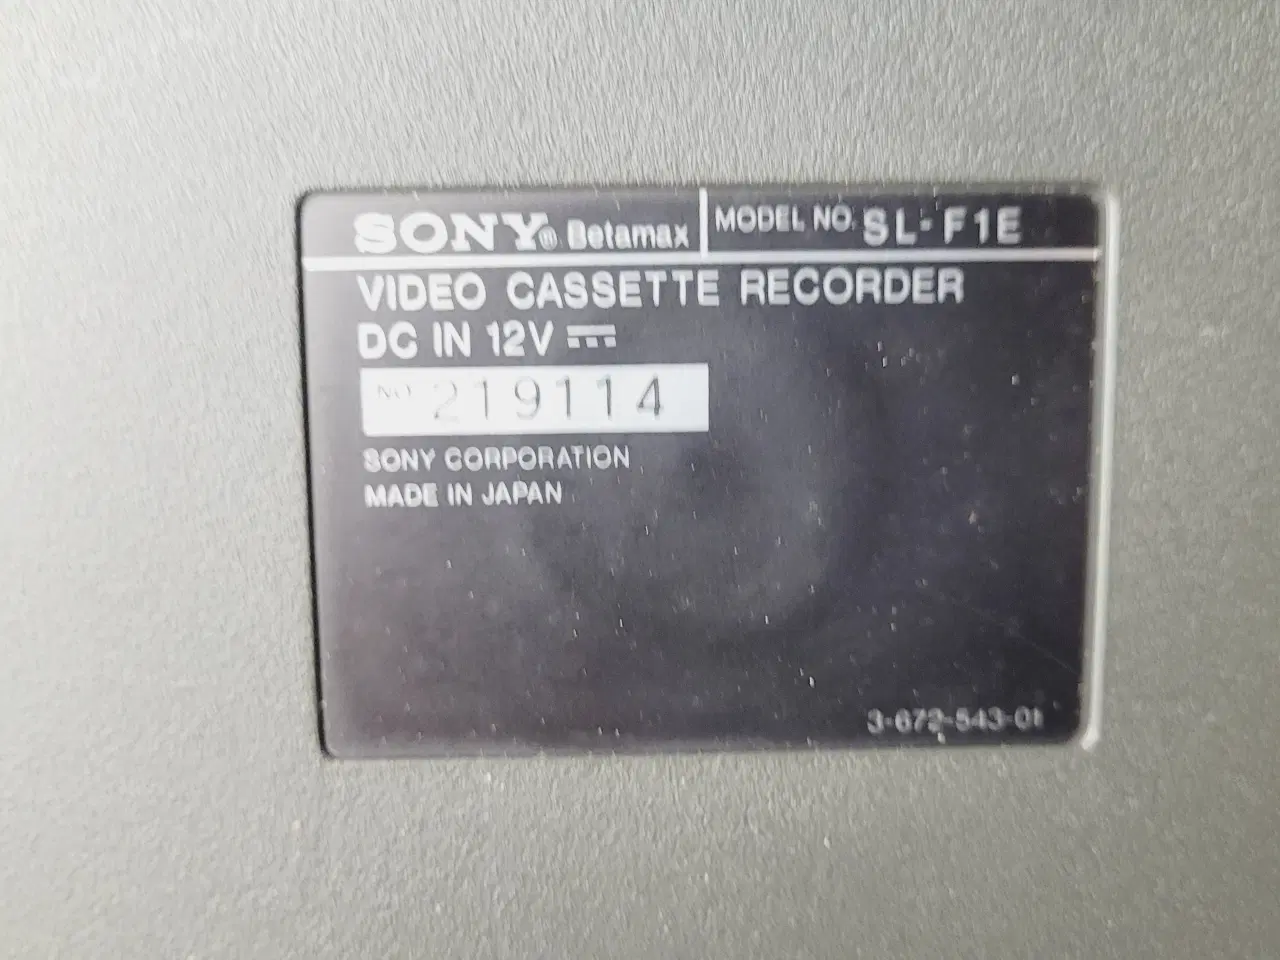 SONY® Betamax MODEL NO. SL-F1E
VIDEO CASSETTE RECORDER
DC IN 12V ⎓
NO. 219114
SONY CORPORATION
MADE IN JAPAN
3-672-543-01